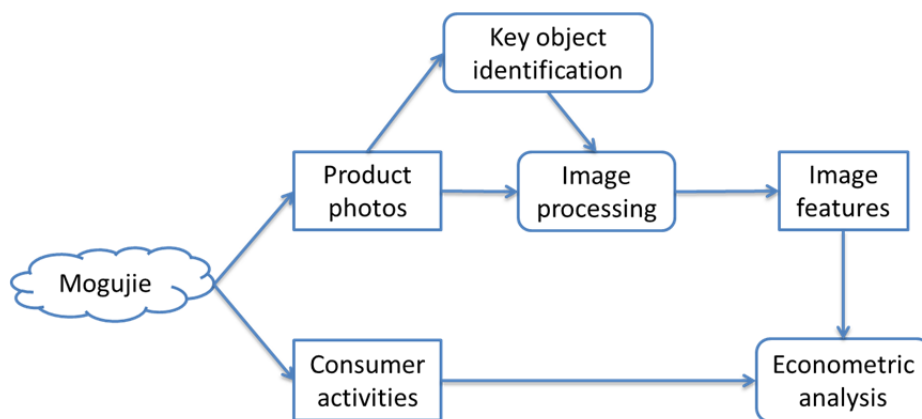 Key object
identification
Product
photos
Image
processing
Image
features
Mogujie
Consumer
activities
Econometric
analysis